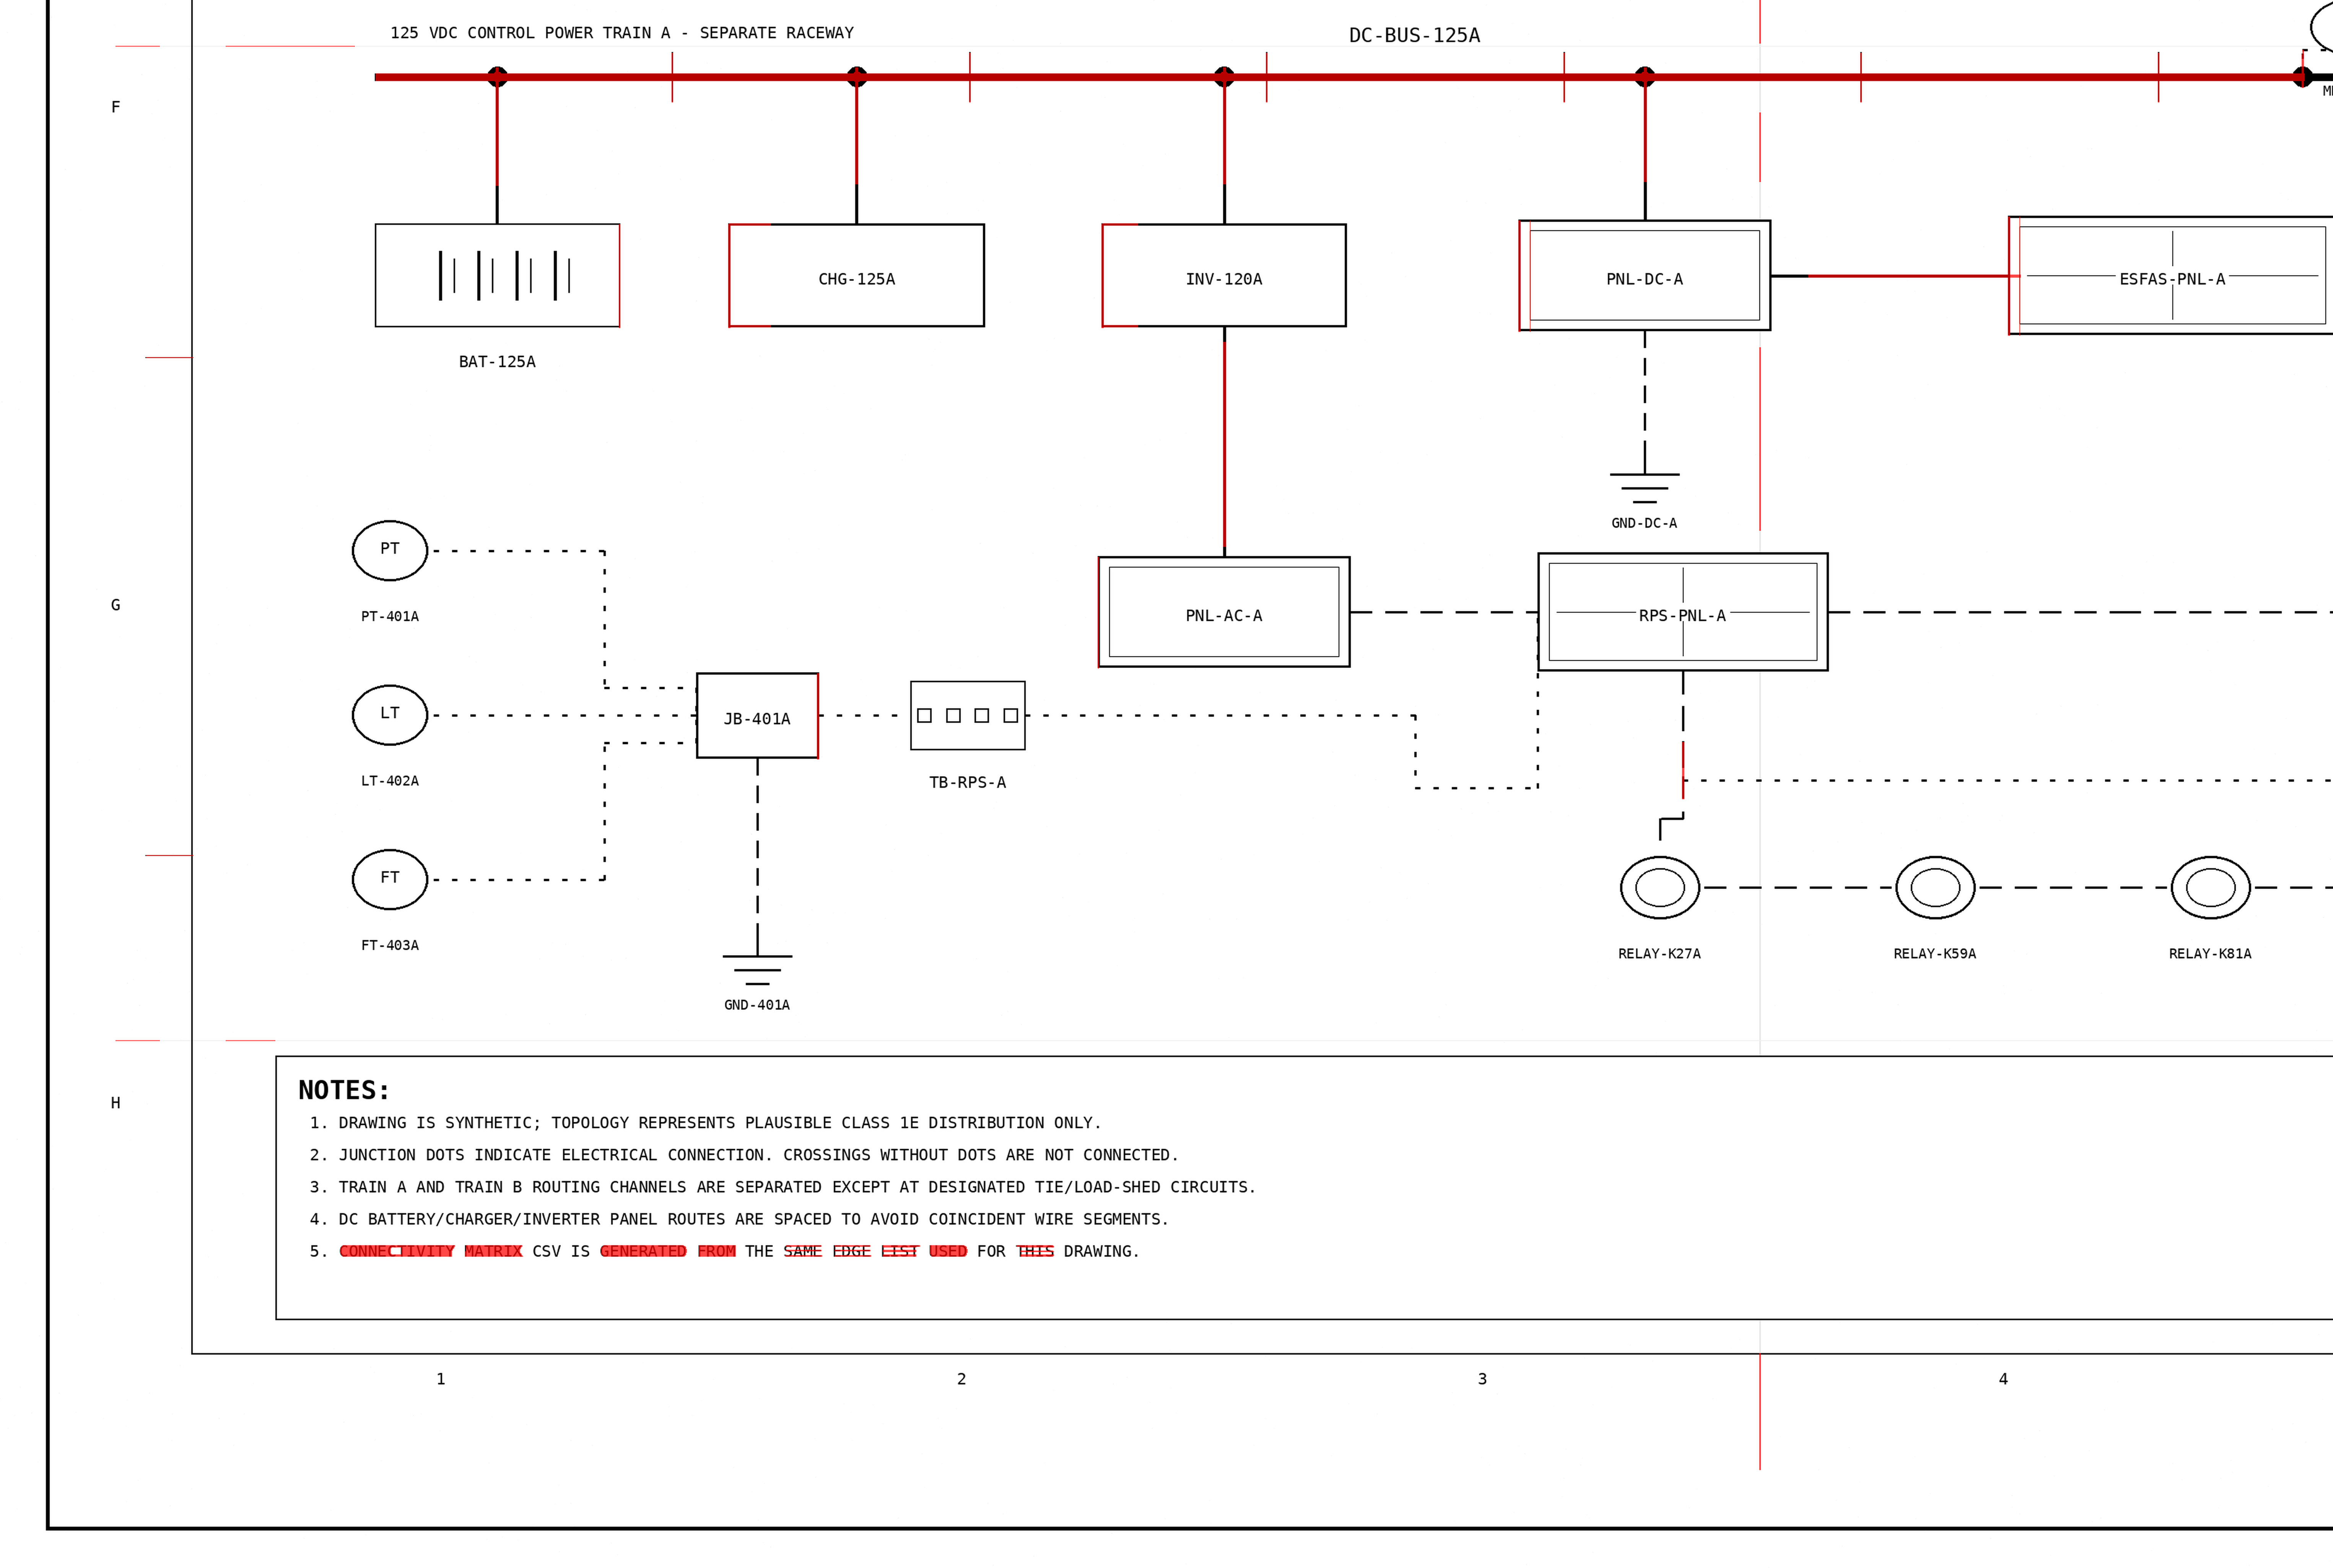 125 VDC CONTROL POWER TRAIN A - SEPARATE RACEWAY
DC-BUS-125A
F
CHG-125A
INV-120A
PNL-DC-A
ESFAS-PNL-A
BAT-125A
GND-DC-A
PT
PT-401A
G
PNL-AC-A
RPS-PNL-A
LT
JB-401A
LT-402A
TB-RPS-A
FT
FT-403A
RELAY-K27A
RELAY-K59A
RELAY-K81A
GND-401A
H
NOTES:
1. DRAWING IS SYNTHETIC; TOPOLOGY REPRESENTS PLAUSIBLE CLASS 1E DISTRIBUTION ONLY.
2. JUNCTION DOTS INDICATE ELECTRICAL CONNECTION. CROSSINGS WITHOUT DOTS ARE NOT CONNECTED.
3. TRAIN A AND TRAIN B ROUTING CHANNELS ARE SEPARATED EXCEPT AT DESIGNATED TIE/LOAD-SHED CIRCUITS.
4. DC BATTERY/CHARGER/INVERTER PANEL ROUTES ARE SPACED TO AVOID COINCIDENT WIRE SEGMENTS.
5. CONNECTIVITY MATRIX CSV IS GENERATED FROM THE SAME EDGE LIST USED FOR THIS DRAWING.
1 2 3 4